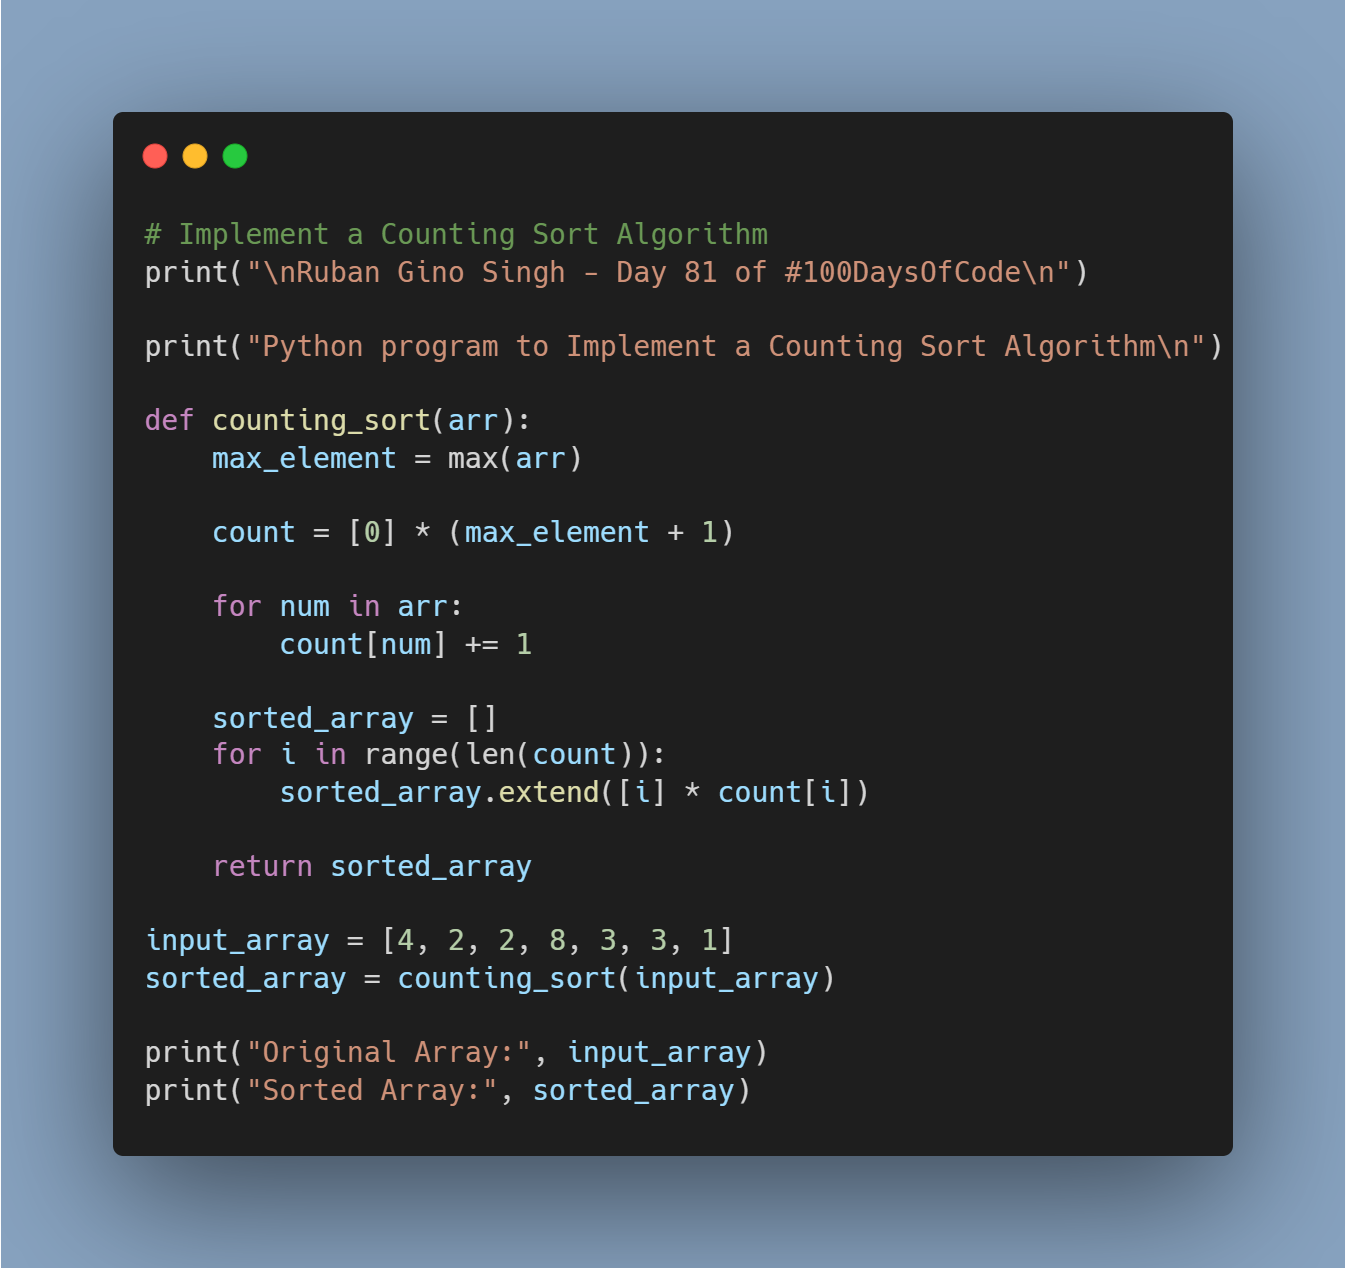 # Implement a Counting Sort Algorithm
print("\nRuban Gino Singh - Day 81 of #100DaysOfCode\n")

print("Python program to Implement a Counting Sort Algorithm\n")

def counting_sort(arr):
    max_element = max(arr)

    count = [0] * (max_element + 1)

    for num in arr:
        count[num] += 1

    sorted_array = []
    for i in range(len(count)):
        sorted_array.extend([i] * count[i])

    return sorted_array

input_array = [4, 2, 2, 8, 3, 3, 1]
sorted_array = counting_sort(input_array)

print("Original Array:", input_array)
print("Sorted Array:", sorted_array)